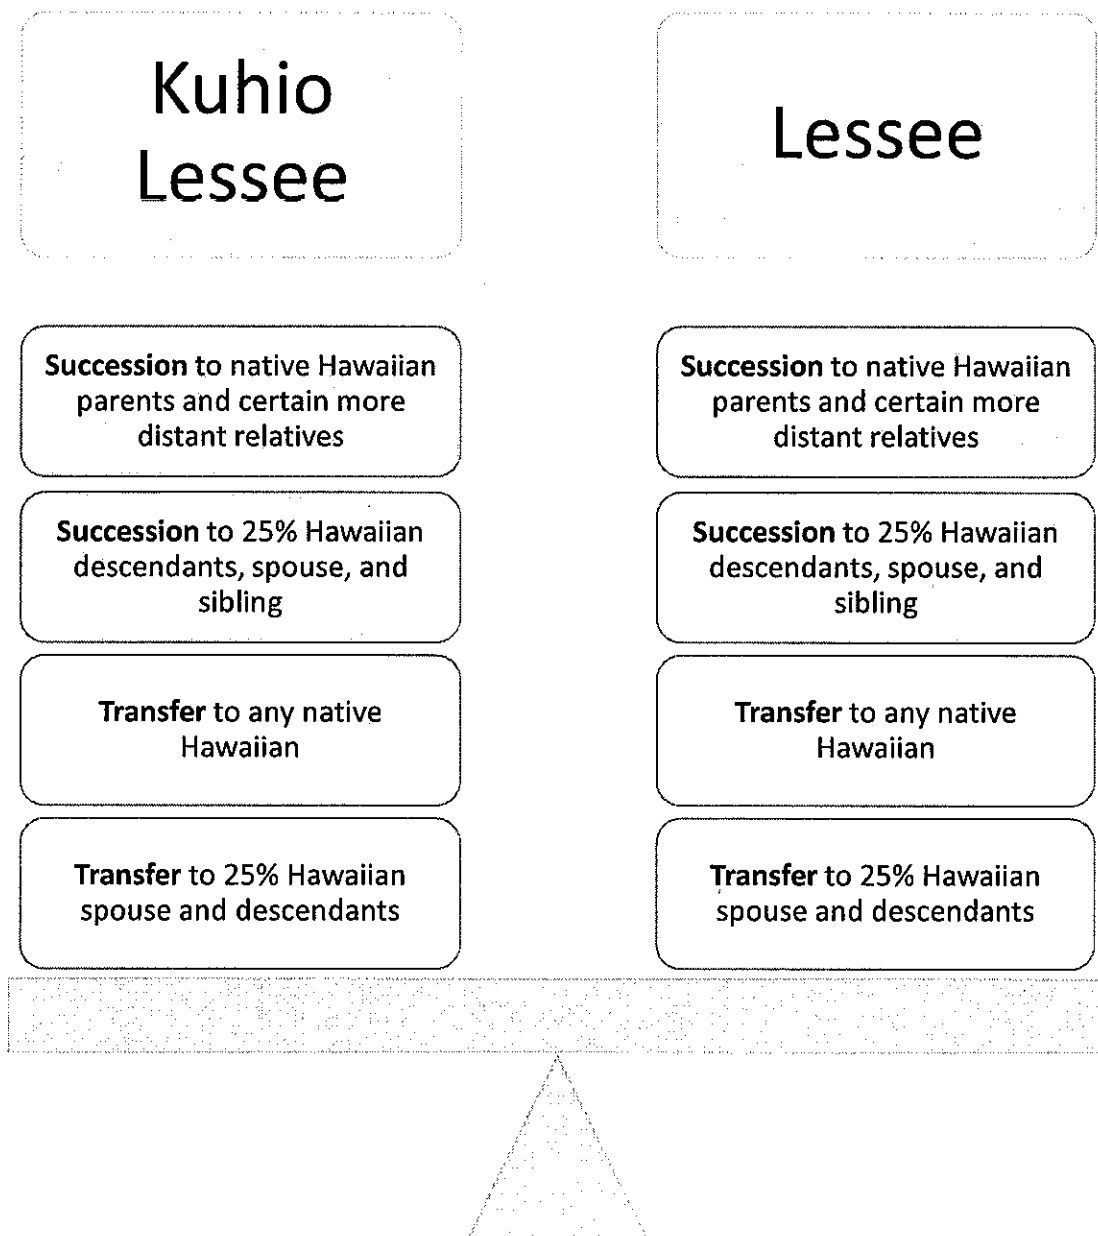 Kuhio
Lessee
Lessee
Succession to native Hawaiian
parents and certain more
distant relatives
Succession to 25% Hawaiian
descendants, spouse, and
sibling
Transfer to any native
Hawaiian
Transfer to 25% Hawaiian
spouse and descendants
Succession to native Hawaiian
parents and certain more
distant relatives
Succession to 25% Hawaiian
descendants, spouse, and
sibling
Transfer to any native
Hawaiian
Transfer to 25% Hawaiian
spouse and descendants